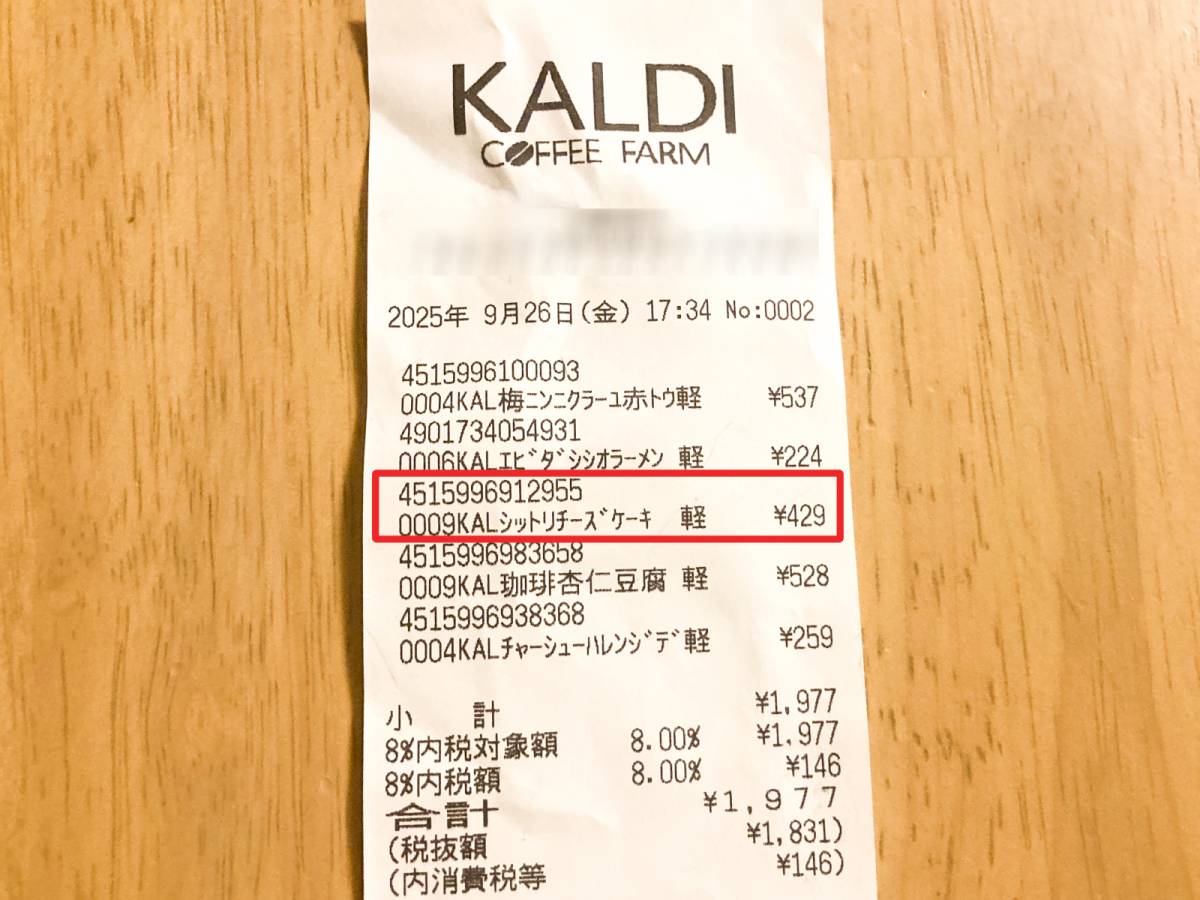 KALDI
COFFEE FARM
2025年 9月26日(金) 17:34 No:0002
4515996100093
0004KAL梅ﾆﾝﾆｸラーユ赤トウ軽 ¥537
4901734054931
0006KALｴﾋﾞﾀﾞｼｼｵラーメン 軽 ¥224
4515996912955
0009KALシットリチーズケーキ 軽 ¥429
4515996983658
0009KAL珈琲杏仁豆腐 軽 ¥528
4515996938368
0004KALチャーシューハレンジデ軽 ¥259
小 計 ¥1,977
8%内税対象額 8.00% ¥1,977
8%内税額 8.00% ¥146
合計 ¥1,977
(税抜額 ¥1,831)
(内消費税等 ¥146)